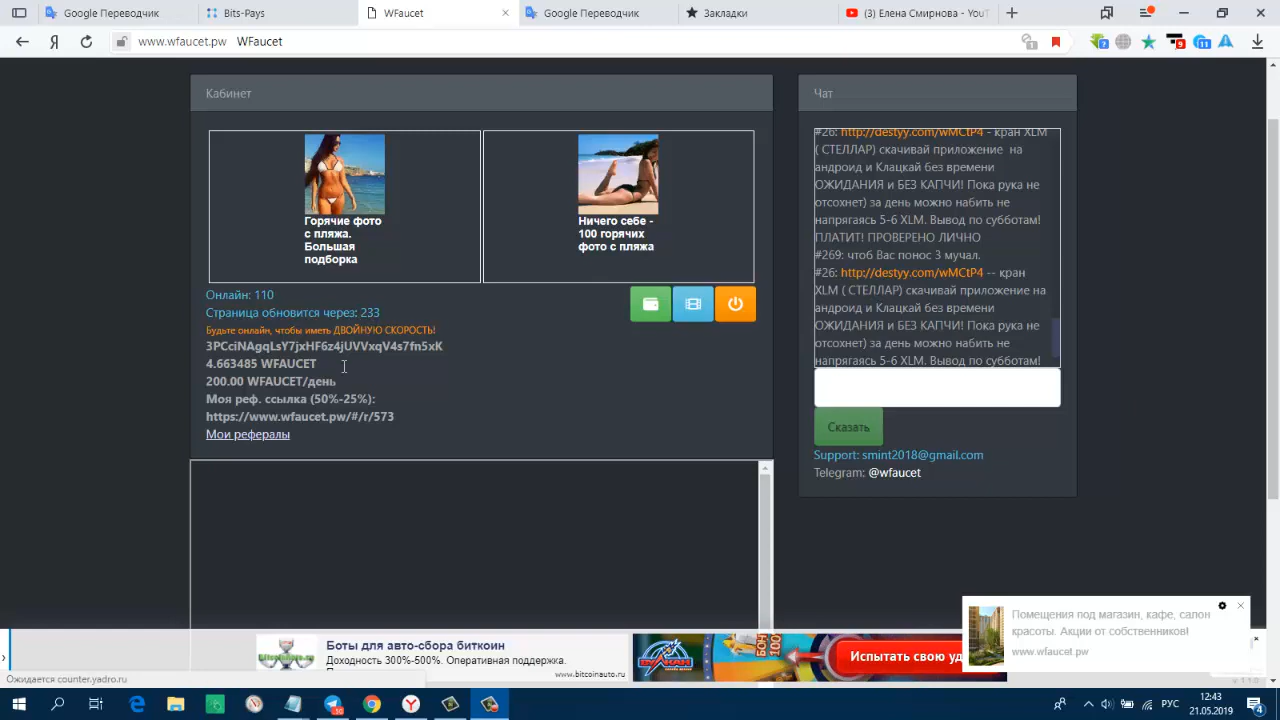 Google Переводчик
Bits-Pays
WFaucet
Google Переводчик
Закладки
(3) Елена Смирнова - YouT
www.wfaucet.pw WFaucet
Кабинет
Горячие фото
с пляжа.
Большая
подборка
Ничего себе -
100 горячих
фото с пляжа
Онлайн: 110
Страница обновится через: 233
Будьте онлайн, чтобы иметь ДВОЙНУЮ СКОРОСТЬ!
3PCciNAgqLsY7jxHF6z4jUVVxqV4s7fn5xK
4.663485 WFAUCET
200.00 WFAUCET/день
Моя реф. ссылка (50%-25%):
https://www.wfaucet.pw/#/r/573
Мои рефералы
Чат
#26: http://destyy.com/wMCtP4 - кран XLM
( СТЕЛЛАР) скачивай приложение на
андроид и Клацкай без времени
ОЖИДАНИЯ и БЕЗ КАПЧИ! Пока рука не
отсохнет) за день можно набить не
напрягаясь 5-6 XLM. Вывод по субботам!
ПЛАТИТ! ПРОВЕРЕНО ЛИЧНО
#269: чтоб Вас понос 3 мучал.
#26: http://destyy.com/wMCtP4 -- кран
XLM ( СТЕЛЛАР) скачивай приложение на
андроид и Клацкай без времени
ОЖИДАНИЯ и БЕЗ КАПЧИ! Пока рука не
отсохнет) за день можно набить не
напрягаясь 5-6 XLM. Вывод по субботам!
Сказать
Support: smint2018@gmail.com
Telegram: @wfaucet
Помещения под магазин, кафе, салон
красоты. Акции от собственников!
www.wfaucet.pw
Боты для авто-сбора биткоин
Доходность 300%-500%. Оперативная поддержка.
www.bitcoinauto.ru
ВУЛКАН
Испытать свою уд
Ожидается counter.yadro.ru
РУС
12:43
21.05.2019